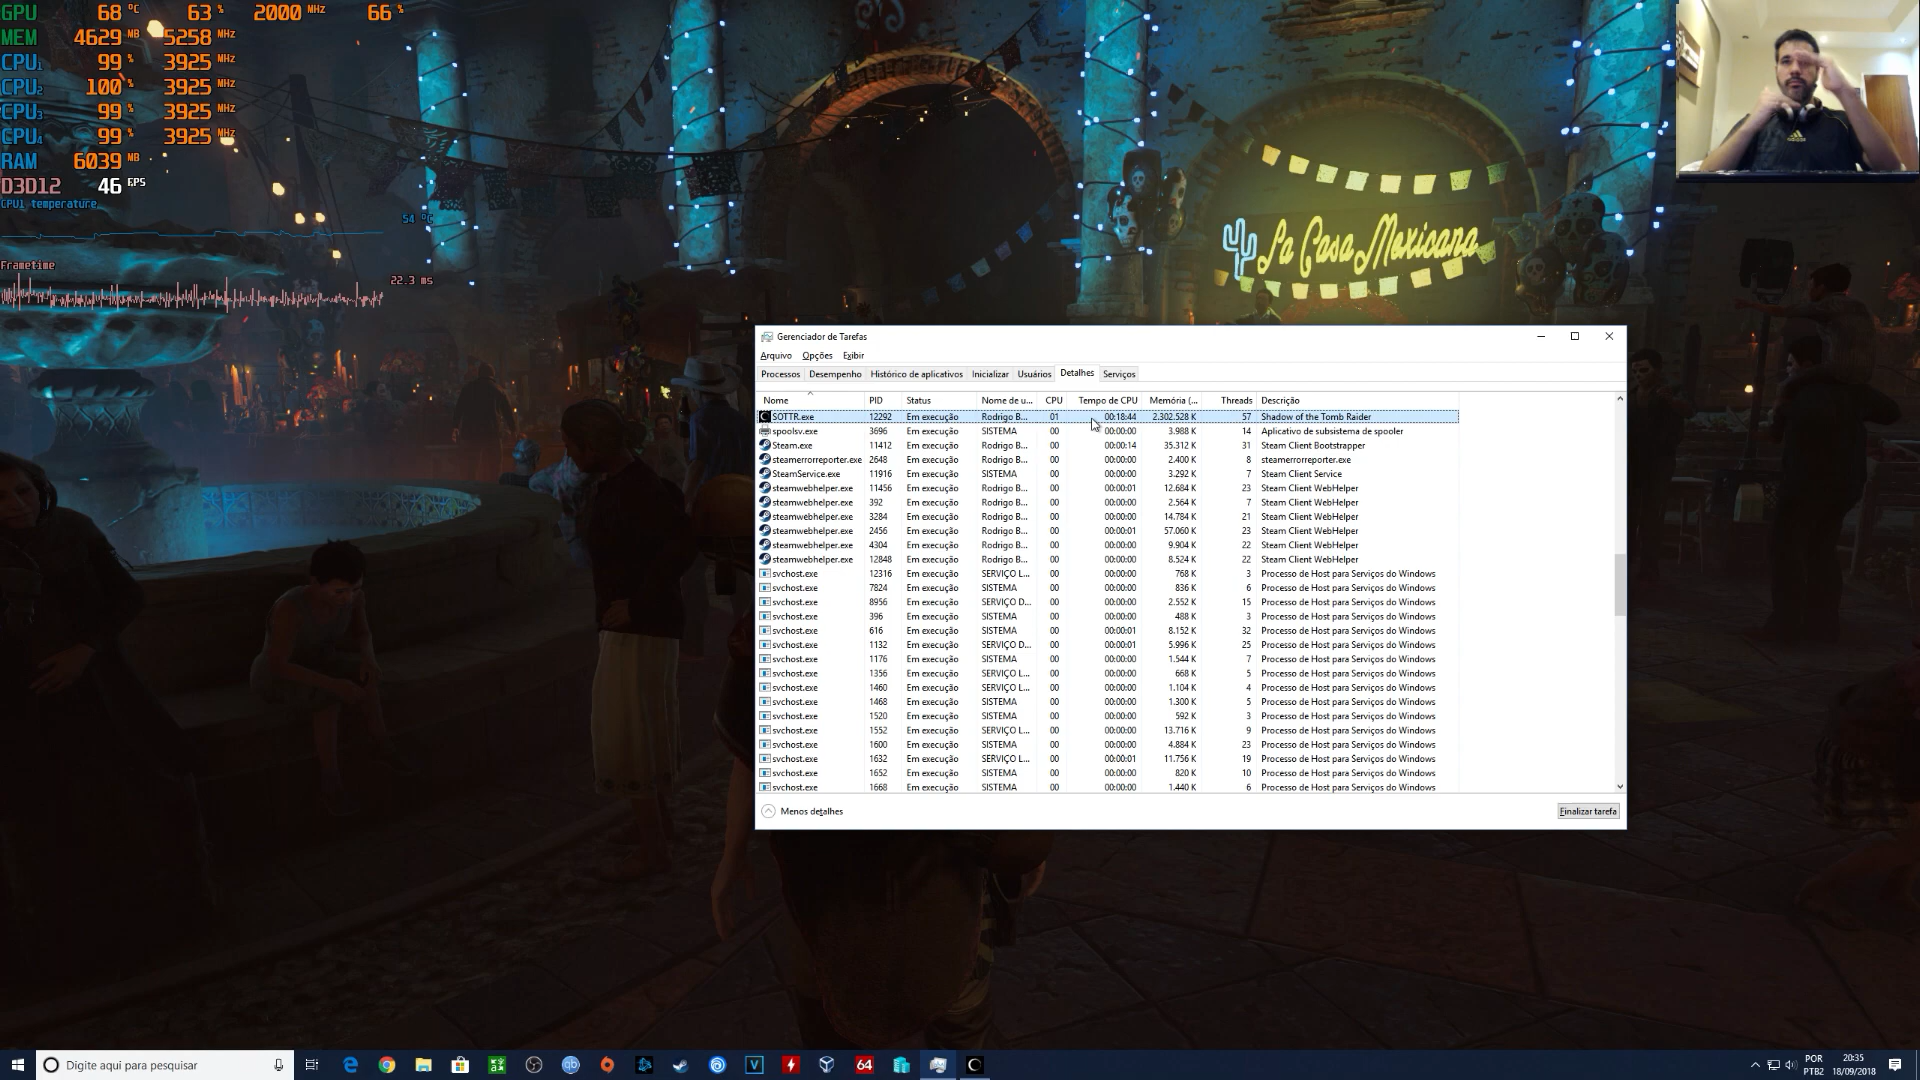 GPU 68 °C 63 % 2000 MHz 66 %
MEM 4629 MB 5258 MHz
CPU1 99 % 3925 MHz
CPU2 100 % 3925 MHz
CPU3 99 % 3925 MHz
CPU4 99 % 3925 MHz
RAM 6039 MB
D3D12 46 FPS
CPU1 temperature
54 °C
Frametime
22.3 ms
La Casa Mexicana
adidas
Gerenciador de Tarefas
Arquivo Opções Exibir
Processos Desempenho Histórico de aplicativos Inicializar Usuários Detalhes Serviços
Nome PID Status Nome de u... CPU Tempo de CPU Memória (... Threads Descrição
SOTTR.exe 12292 Em execução Rodrigo B... 01 00:18:44 2.302.528 K 57 Shadow of the Tomb Raider
spoolsv.exe 3696 Em execução SISTEMA 00 00:00:00 3.988 K 14 Aplicativo de subsistema de spooler
Steam.exe 11412 Em execução Rodrigo B... 00 00:00:14 35.312 K 31 Steam Client Bootstrapper
steamerrorreporter.exe 2648 Em execução Rodrigo B... 00 00:00:00 2.400 K 8 steamerrorreporter.exe
SteamService.exe 11916 Em execução SISTEMA 00 00:00:00 3.292 K 7 Steam Client Service
steamwebhelper.exe 11456 Em execução Rodrigo B... 00 00:00:01 12.684 K 23 Steam Client WebHelper
steamwebhelper.exe 392 Em execução Rodrigo B... 00 00:00:00 2.564 K 7 Steam Client WebHelper
steamwebhelper.exe 3284 Em execução Rodrigo B... 00 00:00:00 14.784 K 21 Steam Client WebHelper
steamwebhelper.exe 2456 Em execução Rodrigo B... 00 00:00:01 57.060 K 23 Steam Client WebHelper
steamwebhelper.exe 4304 Em execução Rodrigo B... 00 00:00:00 9.904 K 22 Steam Client WebHelper
steamwebhelper.exe 12848 Em execução Rodrigo B... 00 00:00:00 8.524 K 22 Steam Client WebHelper
svchost.exe 12316 Em execução SERVIÇO L... 00 00:00:00 768 K 3 Processo de Host para Serviços do Windows
svchost.exe 7824 Em execução SISTEMA 00 00:00:00 836 K 6 Processo de Host para Serviços do Windows
svchost.exe 8956 Em execução SERVIÇO D... 00 00:00:00 2.552 K 15 Processo de Host para Serviços do Windows
svchost.exe 396 Em execução SISTEMA 00 00:00:00 488 K 3 Processo de Host para Serviços do Windows
svchost.exe 616 Em execução SISTEMA 00 00:00:01 8.152 K 32 Processo de Host para Serviços do Windows
svchost.exe 1132 Em execução SERVIÇO D... 00 00:00:01 5.996 K 25 Processo de Host para Serviços do Windows
svchost.exe 1176 Em execução SISTEMA 00 00:00:00 1.544 K 7 Processo de Host para Serviços do Windows
svchost.exe 1356 Em execução SERVIÇO L... 00 00:00:00 668 K 5 Processo de Host para Serviços do Windows
svchost.exe 1460 Em execução SERVIÇO L... 00 00:00:00 1.104 K 4 Processo de Host para Serviços do Windows
svchost.exe 1468 Em execução SISTEMA 00 00:00:00 1.300 K 5 Processo de Host para Serviços do Windows
svchost.exe 1520 Em execução SISTEMA 00 00:00:00 592 K 3 Processo de Host para Serviços do Windows
svchost.exe 1552 Em execução SERVIÇO L... 00 00:00:00 13.716 K 9 Processo de Host para Serviços do Windows
svchost.exe 1600 Em execução SISTEMA 00 00:00:00 4.884 K 23 Processo de Host para Serviços do Windows
svchost.exe 1632 Em execução SERVIÇO L... 00 00:00:01 11.756 K 19 Processo de Host para Serviços do Windows
svchost.exe 1652 Em execução SISTEMA 00 00:00:00 820 K 10 Processo de Host para Serviços do Windows
svchost.exe 1668 Em execução SISTEMA 00 00:00:00 1.440 K 6 Processo de Host para Serviços do Windows
Menos detalhes Finalizar tarefa
Digite aqui para pesquisar
qb
V
64
POR
PTB2
20:35
18/09/2018